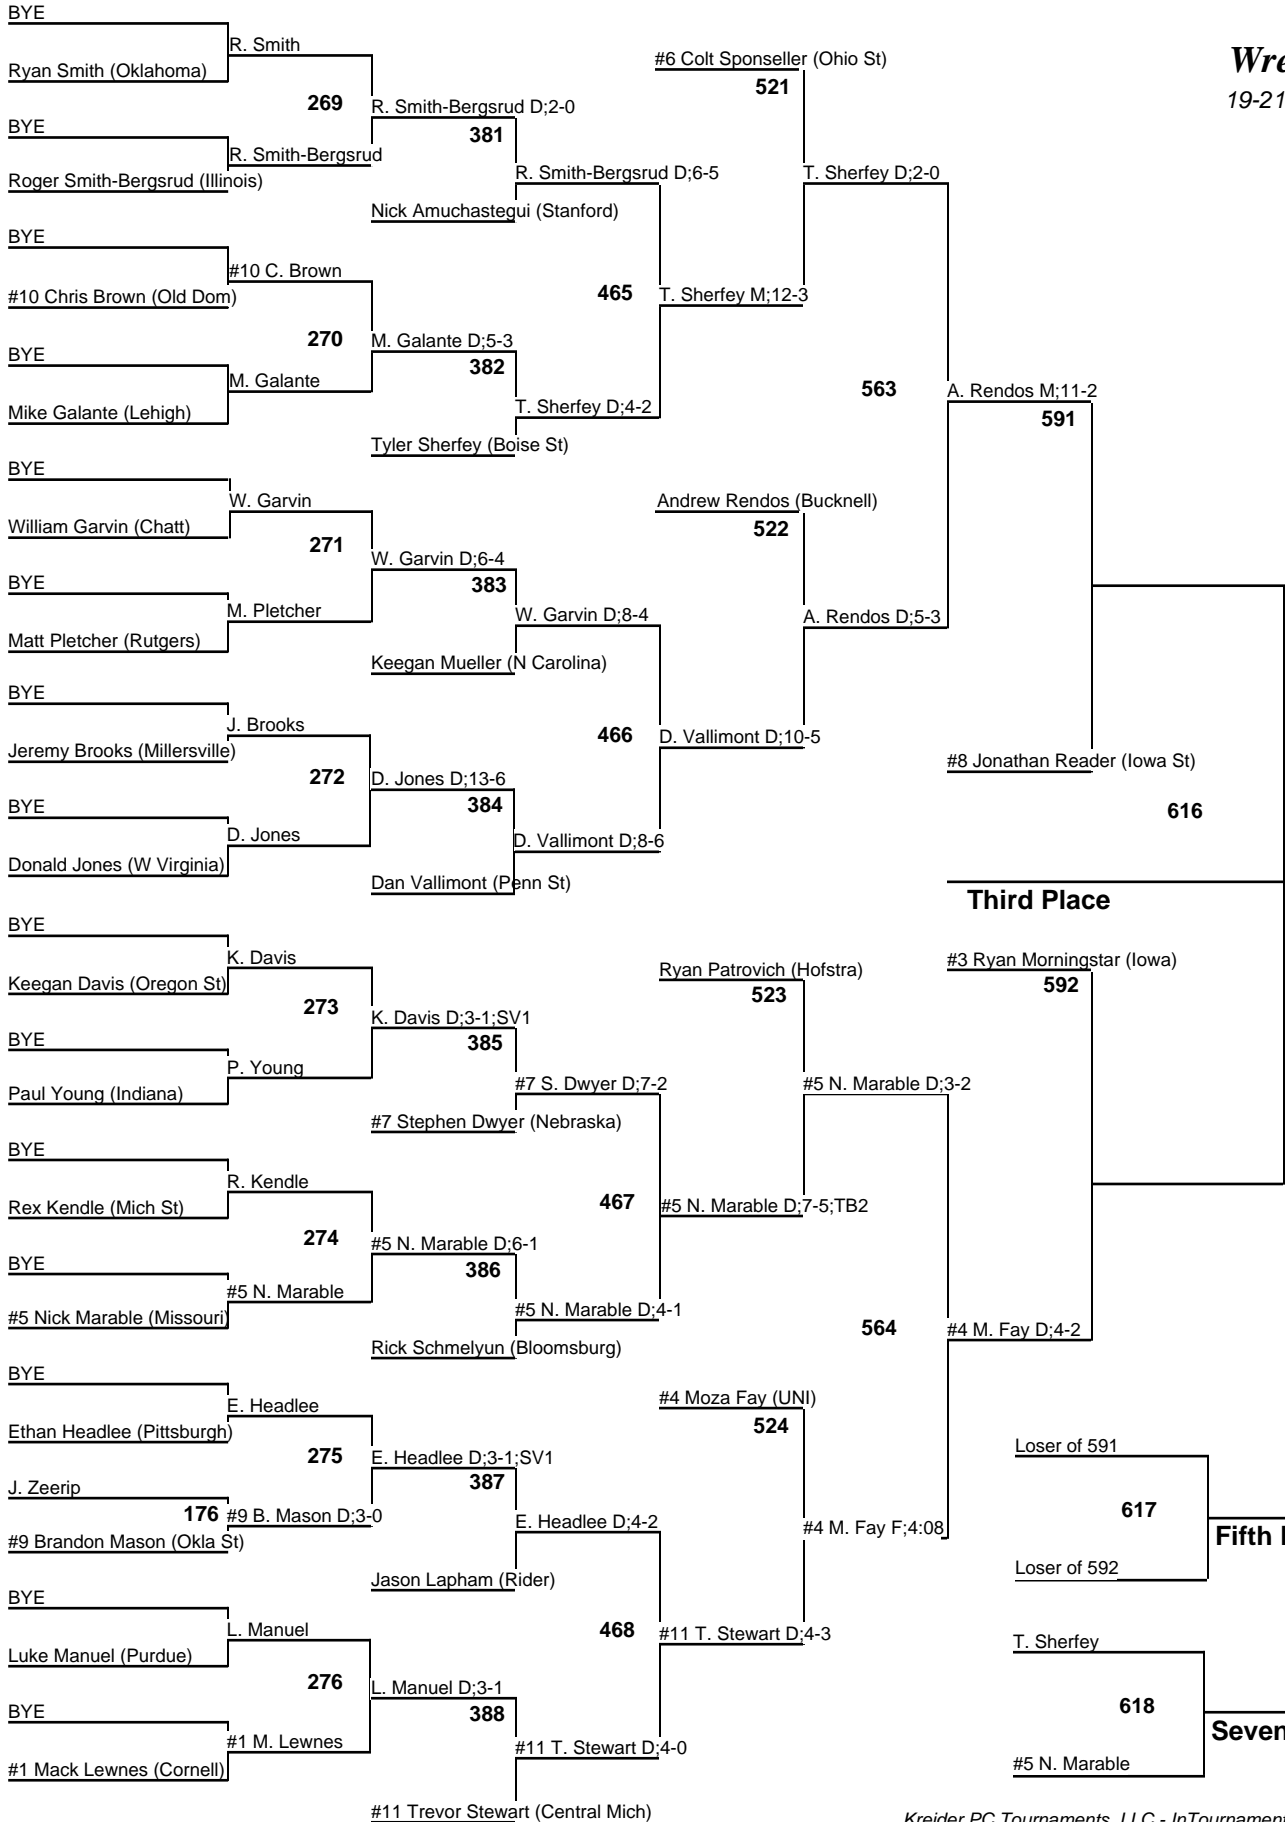 BYE
R. Smith
#6 Colt Sponseller (Ohio St)
Ryan Smith (Oklahoma)
521
19-21
269
R. Smith-Bergsrud D;2-0
BYE
381
R. Smith-Bergsrud
Roger Smith-Bergsrud (Illinois)
R. Smith-Bergsrud D;6-5
T. Sherfey D;2-0
Nick Amuchastegui (Stanford)
BYE
#10 C. Brown
#10 Chris Brown (Old Dom)
465
T. Sherfey M;12-3
270
M. Galante D;5-3
BYE
382
M. Galante
563
A. Rendos M;11-2
Mike Galante (Lehigh)
T. Sherfey D;4-2
591
Tyler Sherfey (Boise St)
BYE
W. Garvin
Andrew Rendos (Bucknell)
William Garvin (Chatt)
522
271
W. Garvin D;6-4
BYE
383
M. Pletcher
W. Garvin D;8-4
A. Rendos D;5-3
Matt Pletcher (Rutgers)
Keegan Mueller (N Carolina)
BYE
J. Brooks
466
D. Vallimont D;10-5
Jeremy Brooks (Millersville)
#8 Jonathan Reader (Iowa St)
272
D. Jones D;13-6
BYE
384
616
D. Jones
D. Vallimont D;8-6
Donald Jones (W Virginia)
Dan Vallimont (Penn St)
Third Place
BYE
K. Davis
#3 Ryan Morningstar (Iowa)
Keegan Davis (Oregon St)
Ryan Patrovich (Hofstra)
592
523
273
K. Davis D;3-1;SV1
BYE
385
P. Young
#7 S. Dwyer D;7-2
#5 N. Marable D;3-2
Paul Young (Indiana)
#7 Stephen Dwyer (Nebraska)
BYE
R. Kendle
467
#5 N. Marable D;7-5;TB2
Rex Kendle (Mich St)
274
#5 N. Marable D;6-1
BYE
386
#5 N. Marable
#5 Nick Marable (Missouri)
#5 N. Marable D;4-1
564
#4 M. Fay D;4-2
Rick Schmelyun (Bloomsburg)
BYE
E. Headlee
#4 Moza Fay (UNI)
Ethan Headlee (Pittsburgh)
524
Loser of 591
275
E. Headlee D;3-1;SV1
387
J. Zeerip
176
#9 B. Mason D;3-0
617
#9 Brandon Mason (Okla St)
E. Headlee D;4-2
#4 M. Fay F;4:08
Fifth
Loser of 592
Jason Lapham (Rider)
BYE
L. Manuel
468
#11 T. Stewart D;4-3
Luke Manuel (Purdue)
T. Sherfey
276
L. Manuel D;3-1
BYE
388
618
#1 M. Lewnes
#11 T. Stewart D;4-0
#1 Mack Lewnes (Cornell)
#5 N. Marable
#11 Trevor Stewart (Central Mich)
Kreider PC Tournaments, LLC - InTournament